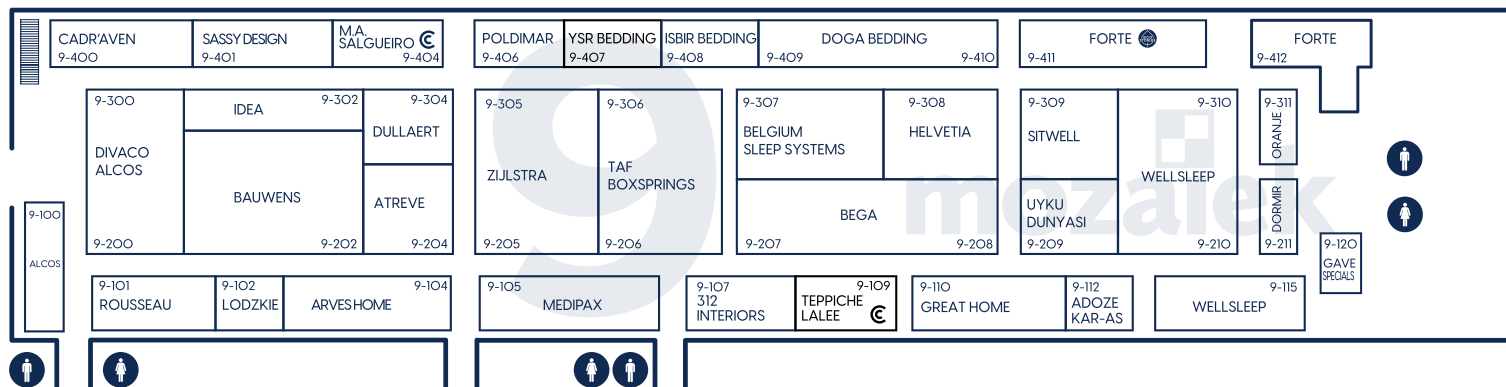 CADR'AVEN
9-400
SASSY DESIGN
9-401
M.A.
SALGUEIRO
9-404
POLDIMAR
9-406
YSR BEDDING
9-407
ISBIR BEDDING
9-408
DOGA BEDDING
9-409
9-410
FORTE
9-411
FORTE
9-412
9-300
DIVACO
ALCOS
9-200
IDEA
9-302
BAUWENS
9-202
9-304
DULLAERT
ATREVE
9-204
9-305
ZIJLSTRA
9-205
9-306
TAF
BOXSPRINGS
9-206
9
9-307
BELGIUM
SLEEP SYSTEMS
9-308
HELVETIA
BEGA
9-207
9-208
9-309
SITWELL
UYKU
DUNYASI
9-209
9-310
WELLSLEEP
9-210
mozaïek
9-311
ORANJE
DORMIR
9-211
9-100
ALCOS
9-101
ROUSSEAU
9-102
LODZKIE
9-104
ARVES HOME
9-105
MEDIPAX
9-107
312
INTERIORS
9-109
TEPPICHE
LALEE
9-110
GREAT HOME
9-112
ADOZE
KAR-AS
9-115
WELLSLEEP
9-120
GAVE
SPECIALS